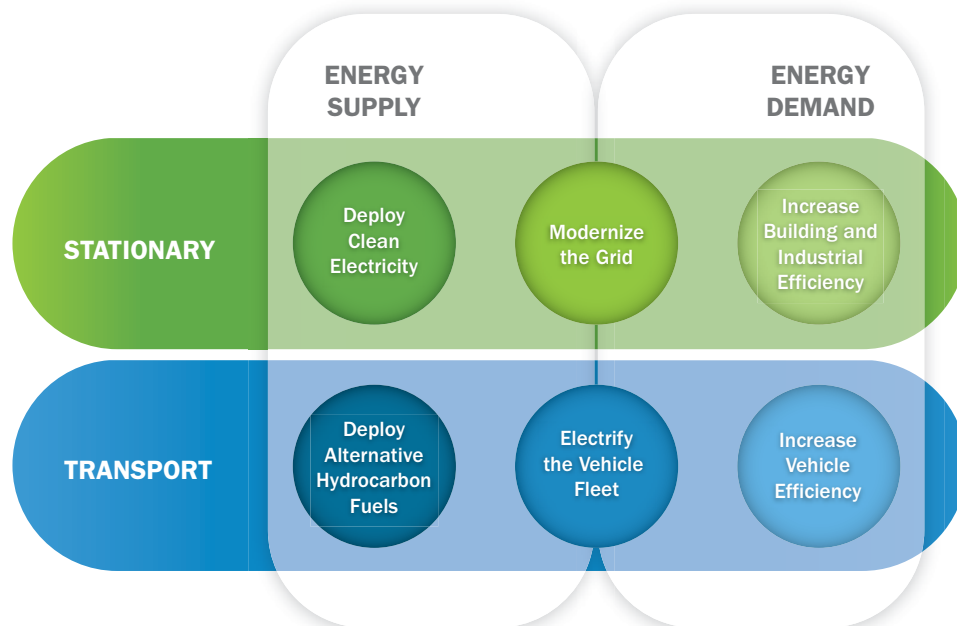 ENERGY
SUPPLY
ENERGY
DEMAND
STATIONARY
Deploy
Clean
Electricity
Modernize
the Grid
Increase
Building and
Industrial
Efficiency
TRANSPORT
Deploy
Alternative
Hydrocarbon
Fuels
Electrify
the Vehicle
Fleet
Increase
Vehicle
Efficiency